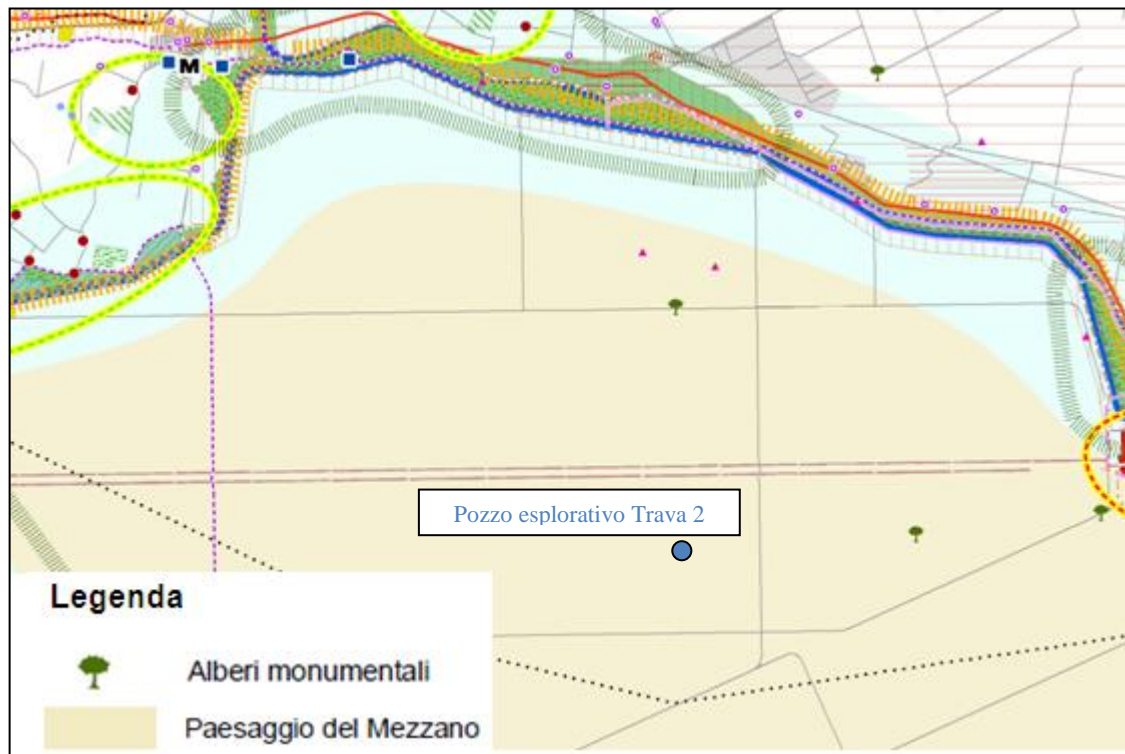 M
Pozzo esplorativo Trava 2
Legenda
Alberi monumentali
Paesaggio del Mezzano